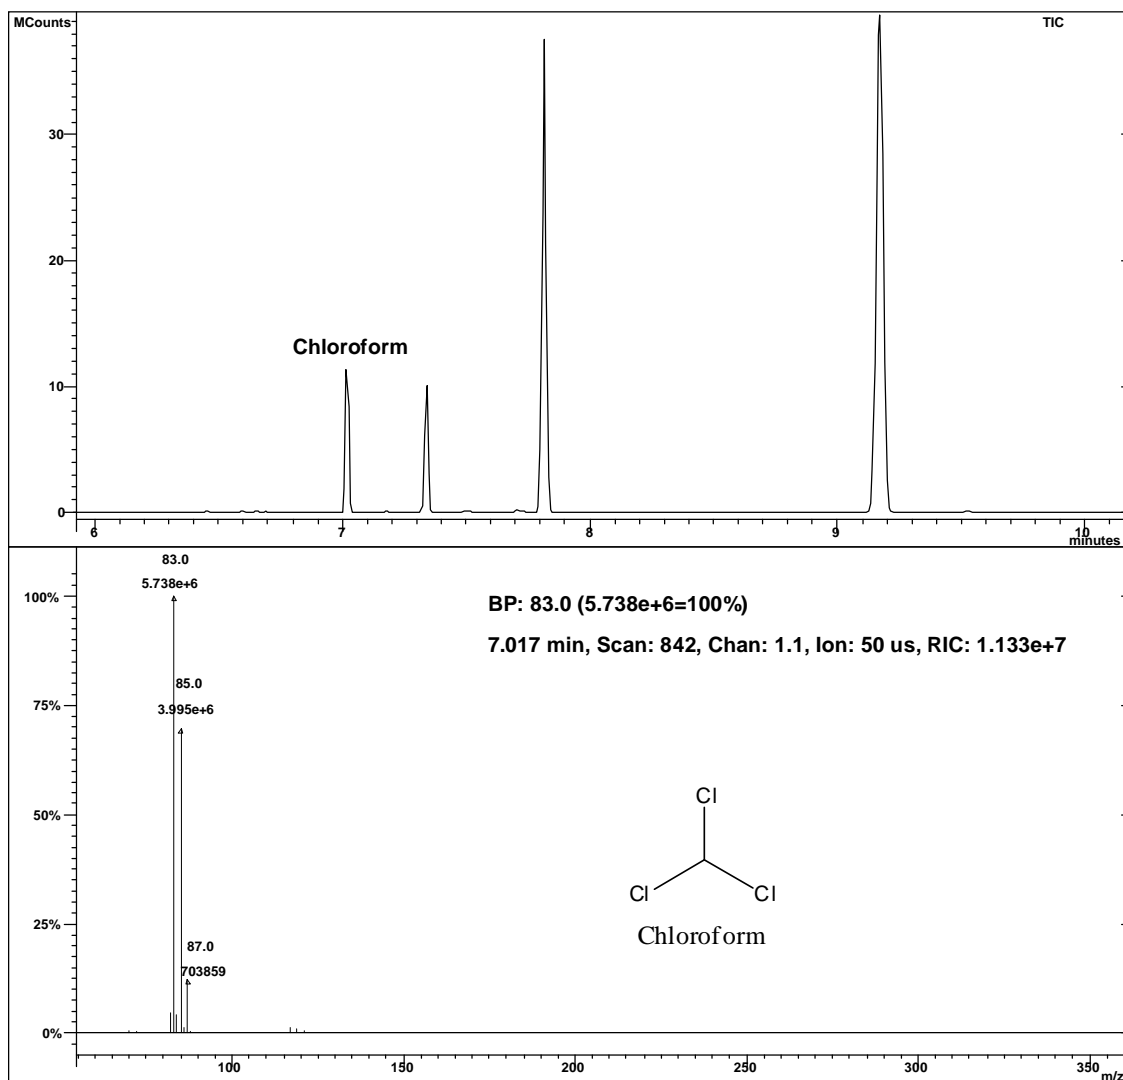 MCounts
TIC
30
20
10
0
Chloroform
6
7
8
9
10
minutes
83.0
5.738e+6
100%
BP: 83.0 (5.738e+6=100%)
7.017 min, Scan: 842, Chan: 1.1, Ion: 50 us, RIC: 1.133e+7
85.0
3.995e+6
75%
50%
Cl
Cl
Cl
Chloroform
25%
87.0
703859
0%
100
150
200
250
300
350
m/z